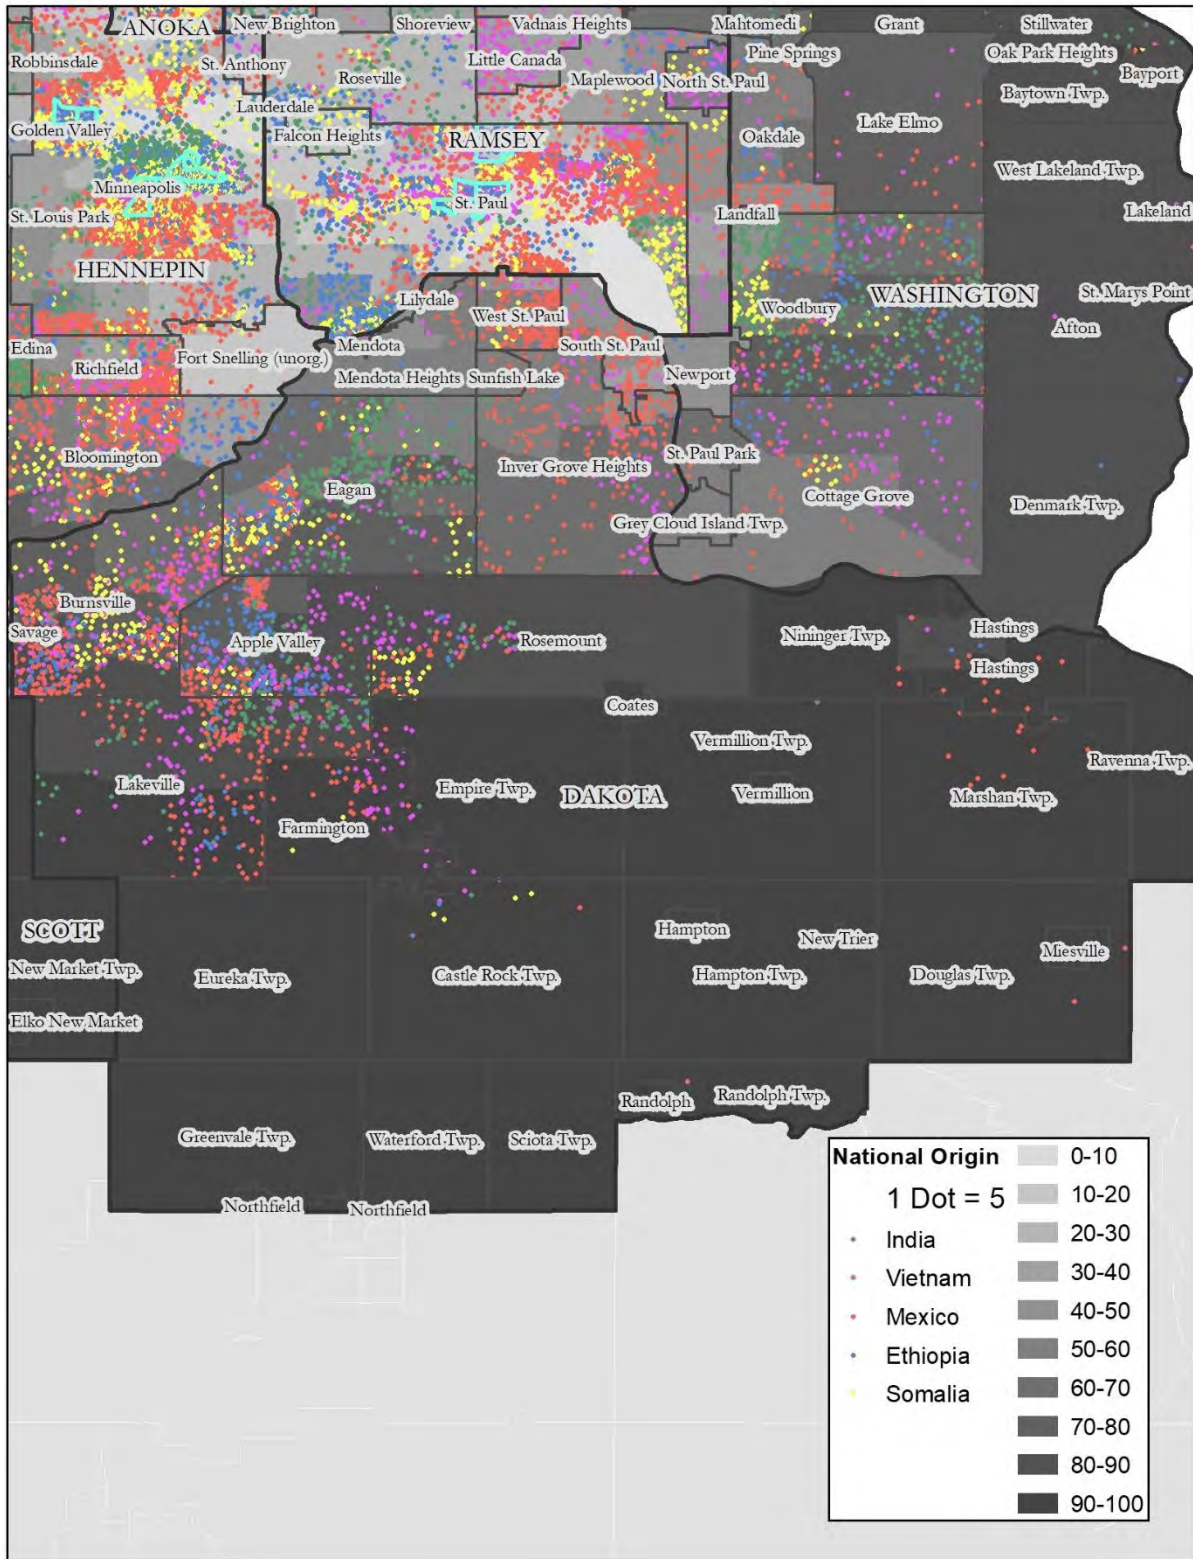 ANOKA
New Brighton
Shoreview
Vadnais Heights
Mahtomedi
Grant
Stillwater
Robbinsdale
St. Anthony
Roseville
Little Canada
Maplewood
North St. Paul
Pine Springs
Oak Park Heights
Bayport
Baytown Twp.
Lauderdale
Golden Valley
Falcon Heights
RAMSEY
Oakdale
Lake Elmo
Minneapolis
St. Paul
West Lakeland Twp.
St. Louis Park
Landfall
Lakeland
HENNEPIN
Lilydale
West St. Paul
Woodbury
WASHINGTON
St. Marys Point
Afton
Edina
Richfield
Fort Snelling (unorg.)
Mendota
South St. Paul
Mendota Heights
Sunfish Lake
Newport
Bloomington
Eagan
Inver Grove Heights
St. Paul Park
Cottage Grove
Grey Cloud Island Twp.
Denmark Twp.
Burnsville
Savage
Apple Valley
Rosemount
Nininger Twp.
Hastings
Hastings
Coates
Vermillion Twp.
Ravenna Twp.
Lakeville
Empire Twp.
DAKOTA
Vermillion
Marshan Twp.
Farmington
SCOTT
Hampton
New Trier
Miesville
New Market Twp.
Eureka Twp.
Castle Rock Twp.
Hampton Twp.
Douglas Twp.
Elko New Market
Randolph
Randolph Twp.
Greenvale Twp.
Waterford Twp.
Sciota Twp.
Northfield
Northfield
National Origin
1 Dot = 5
India
Vietnam
Mexico
Ethiopia
Somalia
0-10
10-20
20-30
30-40
40-50
50-60
60-70
70-80
80-90
90-100